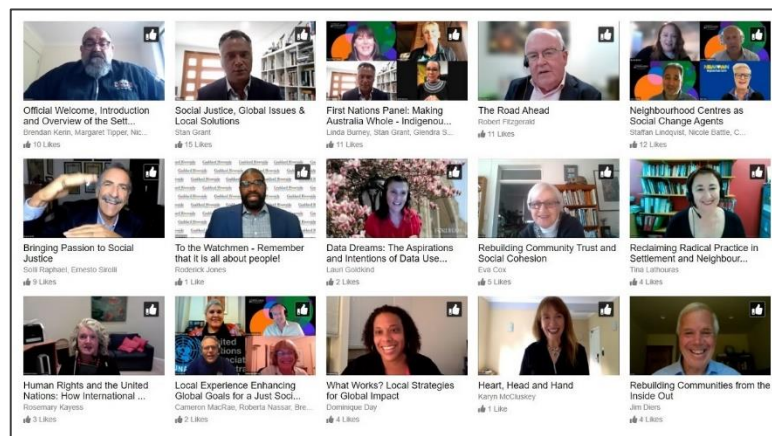 Official Welcome, Introduction
and Overview of the Sett...
Brendan Kerin, Margaret Tipper, Nic...
10 Likes
Social Justice, Global Issues &
Local Solutions
Stan Grant
15 Likes
First Nations Panel: Making
Australia Whole - Indigenou...
Linda Burney, Stan Grant, Glendra S...
11 Likes
The Road Ahead
Robert Fitzgerald
11 Likes
Neighbourhood Centres as
Social Change Agents
Staffan Lindqvist, Nicole Battle, C...
12 Likes
Bringing Passion to Social
Justice
Solli Raphael, Ernesto Sirolli
9 Likes
To the Watchmen - Remember
that it is all about people!
Roderick Jones
1 Like
Data Dreams: The Aspirations
and Intentions of Data Use...
Lauri Goldkind
2 Likes
Rebuilding Community Trust and
Social Cohesion
Eva Cox
5 Likes
Reclaiming Radical Practice in
Settlement and Neighbour...
Tina Lathouras
4 Likes
Human Rights and the United
Nations: How International ...
Rosemary Kayess
3 Likes
Local Experience Enhancing
Global Goals for a Just Soci...
Cameron MacRae, Roberta Nassar, Bre...
2 Likes
What Works? Local Strategies
for Global Impact
Dominique Day
4 Likes
Heart, Head and Hand
Karyn McCluskey
1 Like
Rebuilding Communities from the
Inside Out
Jim Diers
4 Likes